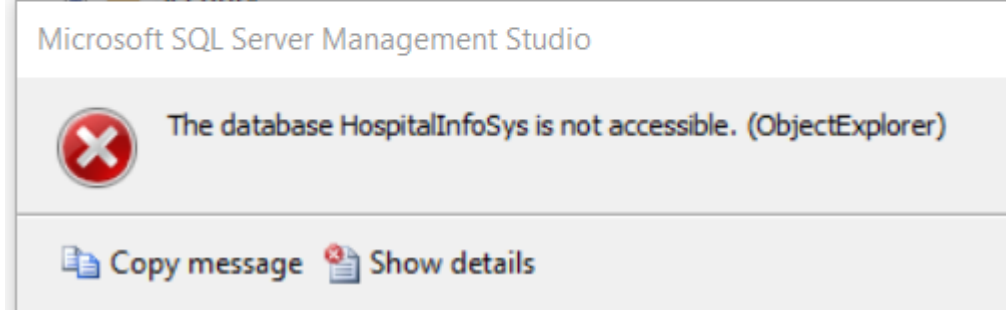 Microsoft SQL Server Management Studio
The database HospitalInfoSys is not accessible. (ObjectExplorer)
Copy message Show details